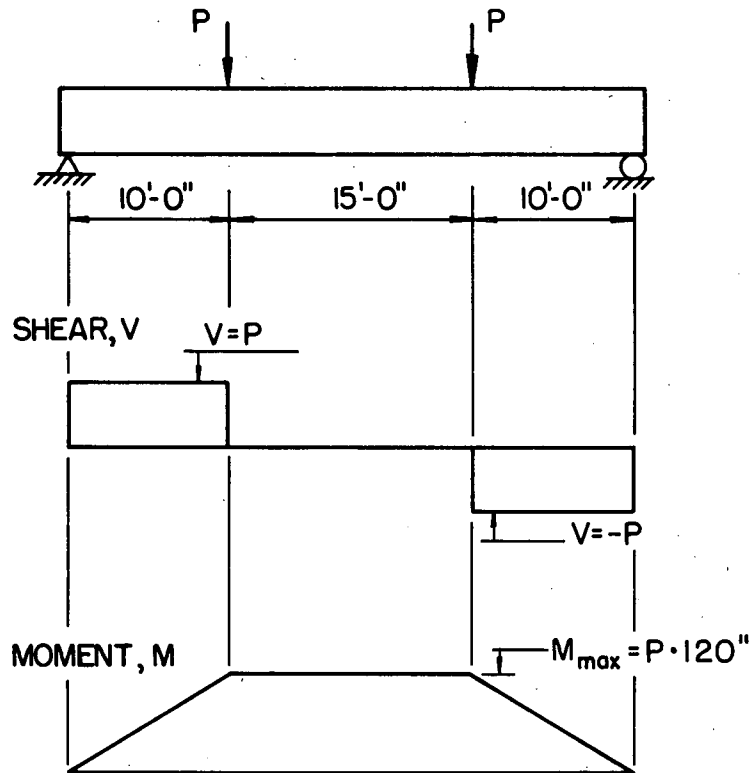 P P
10'-0" 15'-0" 10'-0"
SHEAR, V
V=P
V=-P
MOMENT, M
Mmax=P•120"